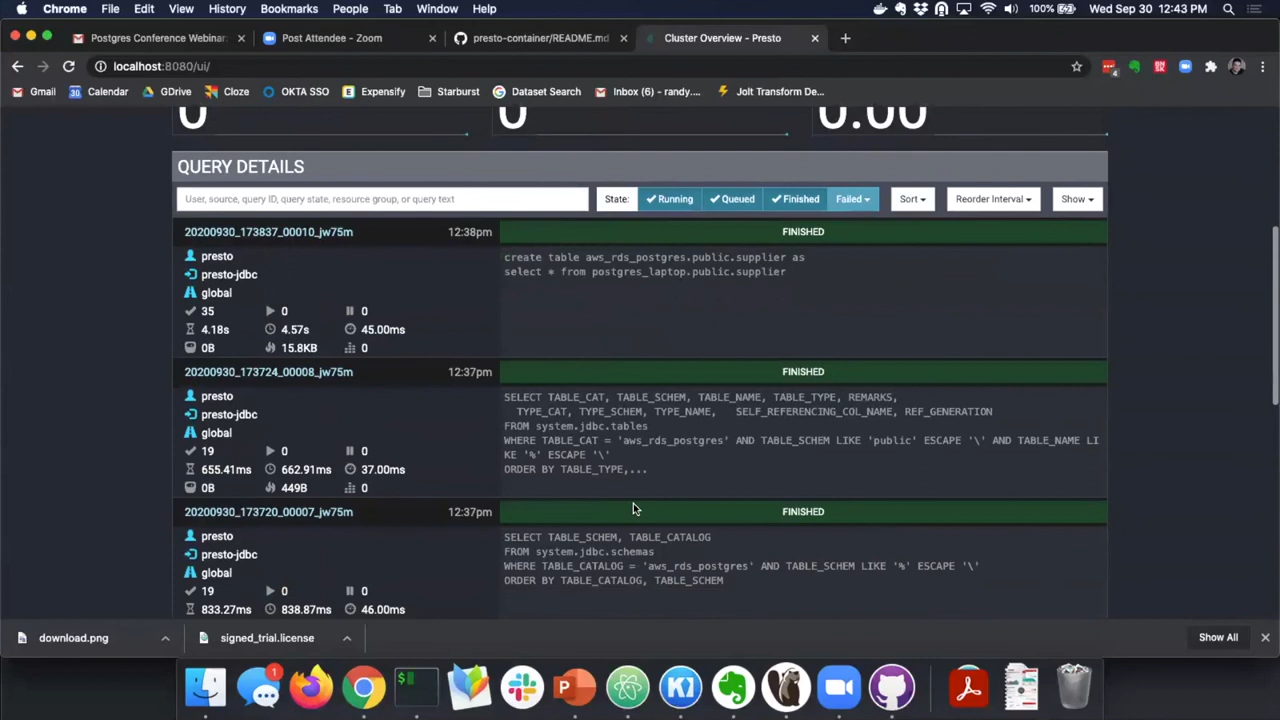 Chrome File Edit View History Bookmarks People Tab Window Help 100% Wed Sep 30 12:43 PM
Postgres Conference Webinar Post Attendee - Zoom presto-container/README.md Cluster Overview - Presto
localhost:8080/ui/ 4
Gmail Calendar GDrive Cloze OKTA SSO Expensify Starburst Dataset Search Inbox (6) - randy.... Jolt Transform De...
0 0 0.00
QUERY DETAILS
User, source, query ID, query state, resource group, or query text State: Running Queued Finished Failed Sort Reorder Interval Show
20200930_173837_00010_jw75m 12:38pm FINISHED
presto
presto-jdbc
global
35 0 0
4.18s 4.57s 45.00ms
0B 15.8KB 0
create table aws_rds_postgres.public.supplier as
select * from postgres_laptop.public.supplier
20200930_173724_00008_jw75m 12:37pm FINISHED
presto
presto-jdbc
global
19 0 0
655.41ms 662.91ms 37.00ms
0B 449B 0
SELECT TABLE_CAT, TABLE_SCHEM, TABLE_NAME, TABLE_TYPE, REMARKS,
TYPE_CAT, TYPE_SCHEM, TYPE_NAME, SELF_REFERENCING_COL_NAME, REF_GENERATION
FROM system.jdbc.tables
WHERE TABLE_CAT = 'aws_rds_postgres' AND TABLE_SCHEM LIKE 'public' ESCAPE '\' AND TABLE_NAME LI
KE '%' ESCAPE '\'
ORDER BY TABLE_TYPE,...
20200930_173720_00007_jw75m 12:37pm FINISHED
presto
presto-jdbc
global
19 0 0
833.27ms 838.87ms 46.00ms
SELECT TABLE_SCHEM, TABLE_CATALOG
FROM system.jdbc.schemas
WHERE TABLE_CATALOG = 'aws_rds_postgres' AND TABLE_SCHEM LIKE '%' ESCAPE '\'
ORDER BY TABLE_CATALOG, TABLE_SCHEM
download.png signed_trial.license Show All
1